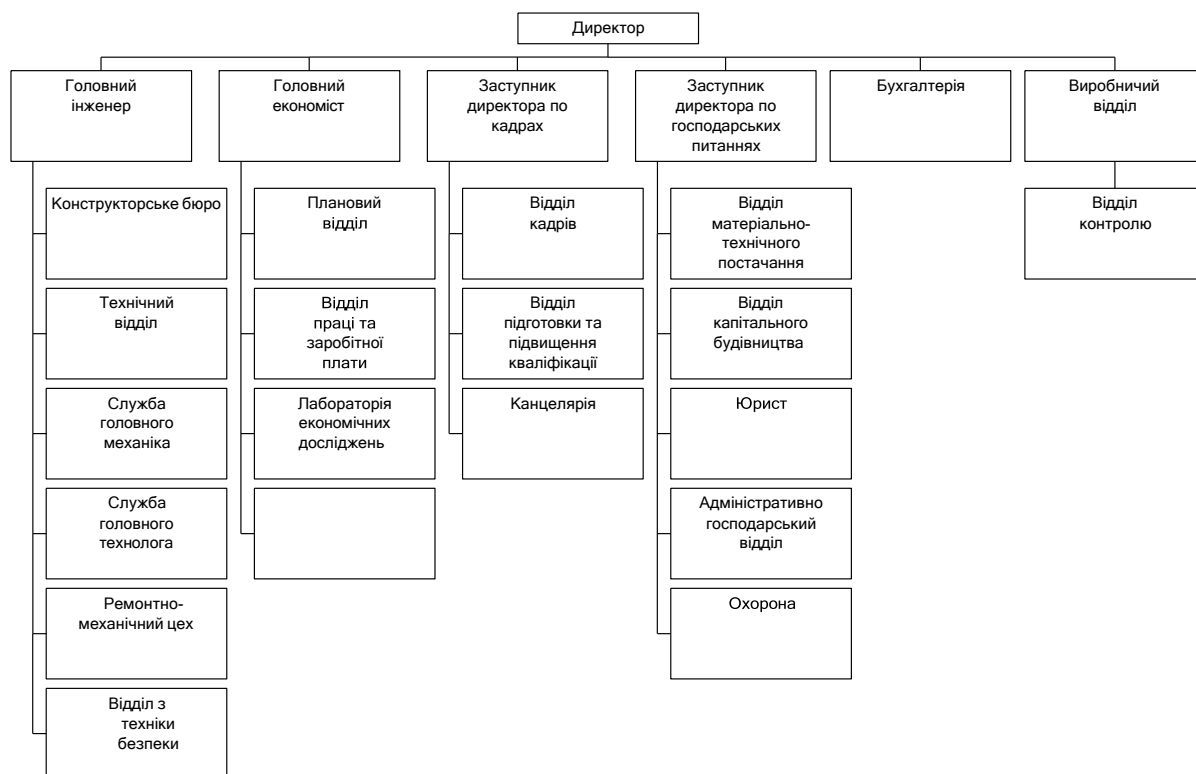 Директор
Головний
інженер
Головний
економіст
Заступник
директора по
кадрах
Заступник
директора по
господарських
питаннях
Бухгалтерія
Виробничий
відділ
Конструкторське бюро
Технічний
відділ
Служба
головного
механіка
Служба
головного
технолога
Ремонтно-
механічний цех
Відділ з
техніки
безпеки
Плановий
відділ
Відділ
праці та
заробітної
плати
Лабораторія
економічних
досліджень
Відділ
кадрів
Відділ
підготовки та
підвищення
кваліфікації
Канцелярія
Відділ
матеріально-
технічного
постачання
Відділ
капітального
будівництва
Юрист
Адміністративно
господарський
відділ
Охорона
Відділ
контролю